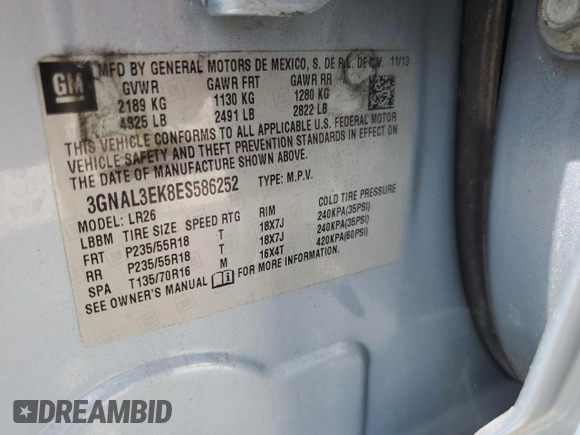 GM
MFD BY GENERAL MOTORS DE MEXICO, S. DE R.L. DE C.V. 11/13
GVWR GAWR FRT GAWR RR
2189 KG 1130 KG 1280 KG
4825 LB 2491 LB 2822 LB
THIS VEHICLE CONFORMS TO ALL APPLICABLE U.S. FEDERAL MOTOR
VEHICLE SAFETY AND THEFT PREVENTION STANDARDS IN EFFECT ON
THE DATE OF MANUFACTURE SHOWN ABOVE.
3GNAL3EK8ES586252 TYPE: M.P.V.
MODEL: LR26
LBBM TIRE SIZE SPEED RTG RIM COLD TIRE PRESSURE
FRT P235/55R18 T 18X7J 240KPA(35PSI)
RR P235/55R18 T 18X7J 240KPA(35PSI)
SPA T135/70R16 M 16X4T 420KPA(60PSI)
SEE OWNER'S MANUAL FOR MORE INFORMATION.
DREAMBID